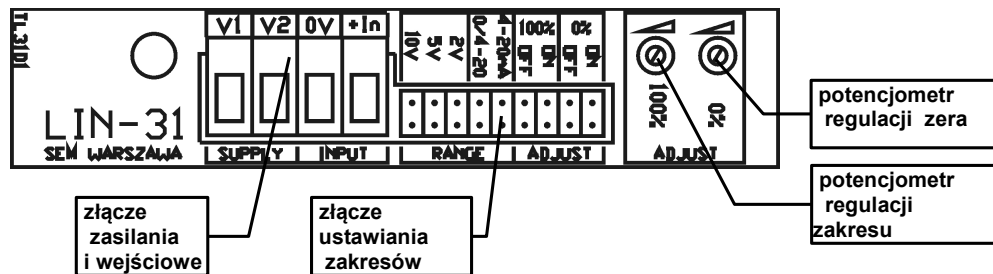 TL31D1
V1 V2 0V +In
10V
5V
2V
0/4-20
4-20mA
100% 0%
OFF ON OFF ON
100% 0%
LIN-31
SEM WARSZAWA
SUPPLY INPUT RANGE ADJUST ADJUST
potencjometr
regulacji zera
potencjometr
regulacji
zakresu
złącze
zasilania
i wejściowe
złącze
ustawiania
zakresów